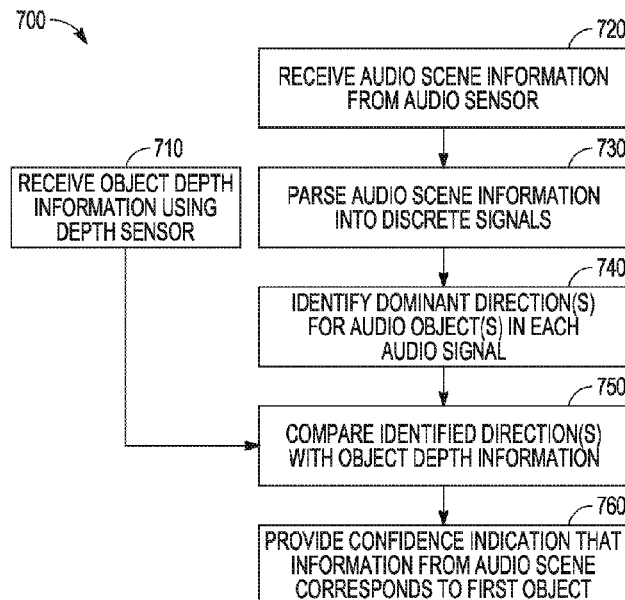 700
720
RECEIVE AUDIO SCENE INFORMATION
FROM AUDIO SENSOR
710
RECEIVE OBJECT DEPTH
INFORMATION USING
DEPTH SENSOR
730
PARSE AUDIO SCENE INFORMATION
INTO DISCRETE SIGNALS
740
IDENTIFY DOMINANT DIRECTION(S)
FOR AUDIO OBJECT(S) IN EACH
AUDIO SIGNAL
750
COMPARE IDENTIFIED DIRECTION(S)
WITH OBJECT DEPTH INFORMATION
760
PROVIDE CONFIDENCE INDICATION THAT
INFORMATION FROM AUDIO SCENE
CORRESPONDS TO FIRST OBJECT